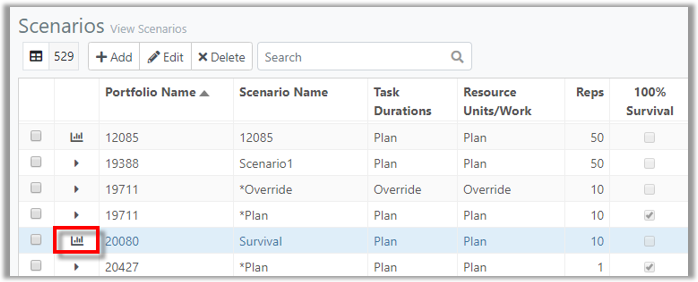 Scenarios View Scenarios
529 Add Edit Delete Search
Portfolio Name Scenario Name Task Durations Resource Units/Work Reps 100% Survival
12085 12085 Plan Plan 50
19388 Scenario1 Plan Plan 50
19711 *Override Override Override 10
19711 *Plan Plan Plan 10
20080 Survival Plan Plan 10
20427 *Plan Plan Plan 1